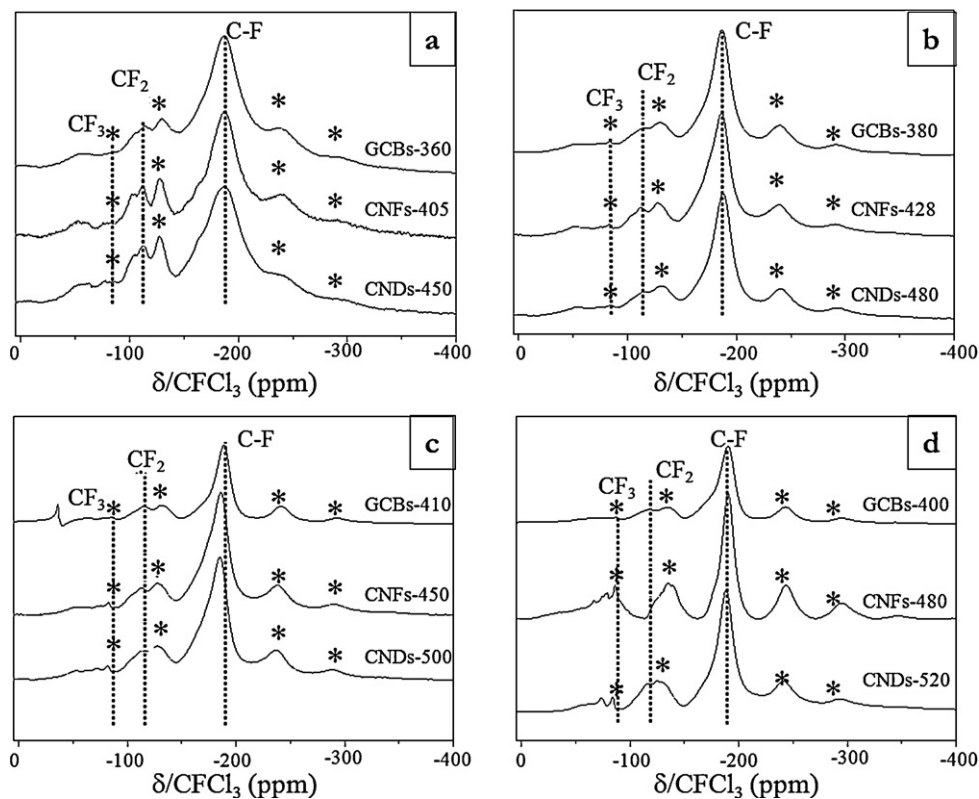 a
C-F
CF₂
*
*
*
CF₃
*
GCBs-360
*
*
*
*
CNFs-405
*
*
*
*
CNDs-450
0 -100 -200 -300 -400
δ/CFCl₃ (ppm)
b
C-F
CF₂
CF₃
*
*
*
GCBs-380
*
*
*
*
*
CNFs-428
*
*
*
*
CNDs-480
0 -100 -200 -300 -400
δ/CFCl₃ (ppm)
c
C-F
CF₂
CF₃
*
*
*
*
GCBs-410
*
*
*
*
CNFs-450
*
*
*
*
CNDs-500
0 -100 -200 -300 -400
δ/CFCl₃ (ppm)
d
C-F
CF₂
CF₃
*
*
*
*
GCBs-400
*
*
*
*
CNFs-480
*
*
*
*
CNDs-520
0 -100 -200 -300 -400
δ/CFCl₃ (ppm)